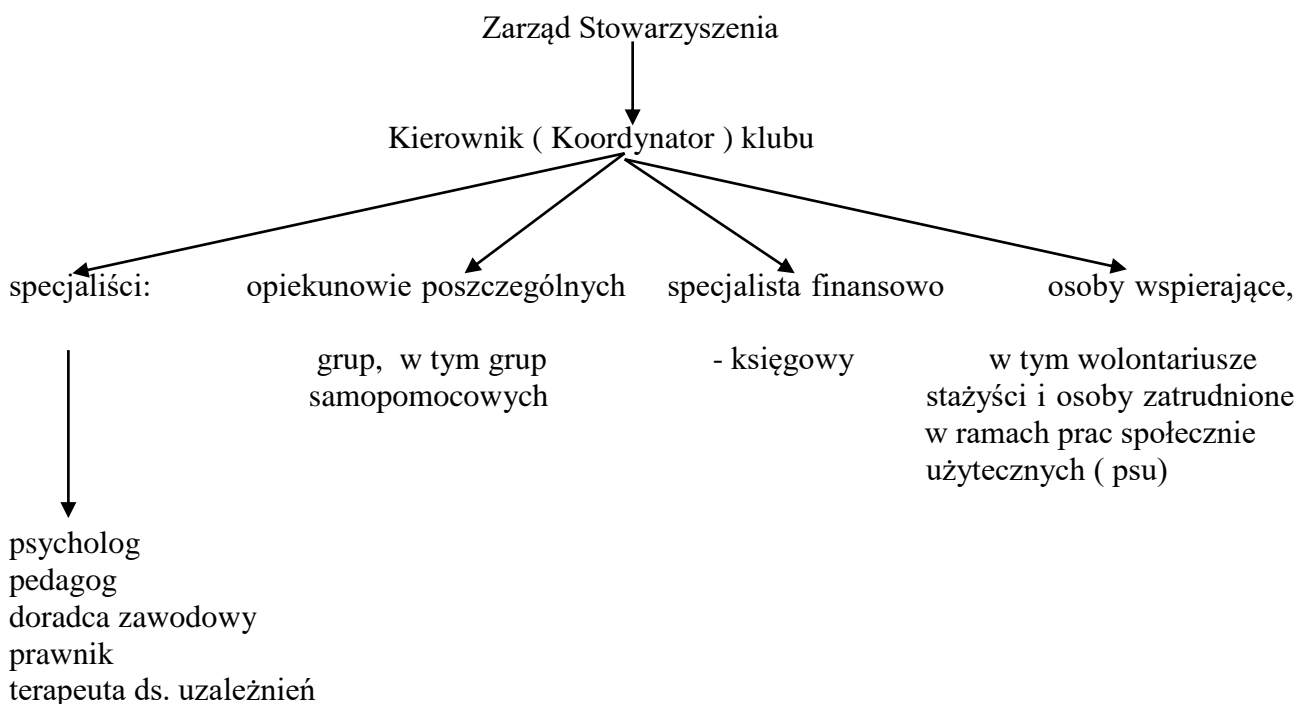 Zarząd Stowarzyszenia
Kierownik ( Koordynator ) klubu
specjaliści: opiekunowie poszczególnych specjalista finansowo osoby wspierające,
grup, w tym grup - księgowy w tym wolontariusze
samopomocowych stażyści i osoby zatrudnione
w ramach prac społecznie
użytecznych ( psu)
psycholog
pedagog
doradca zawodowy
prawnik
terapeuta ds. uzależnień